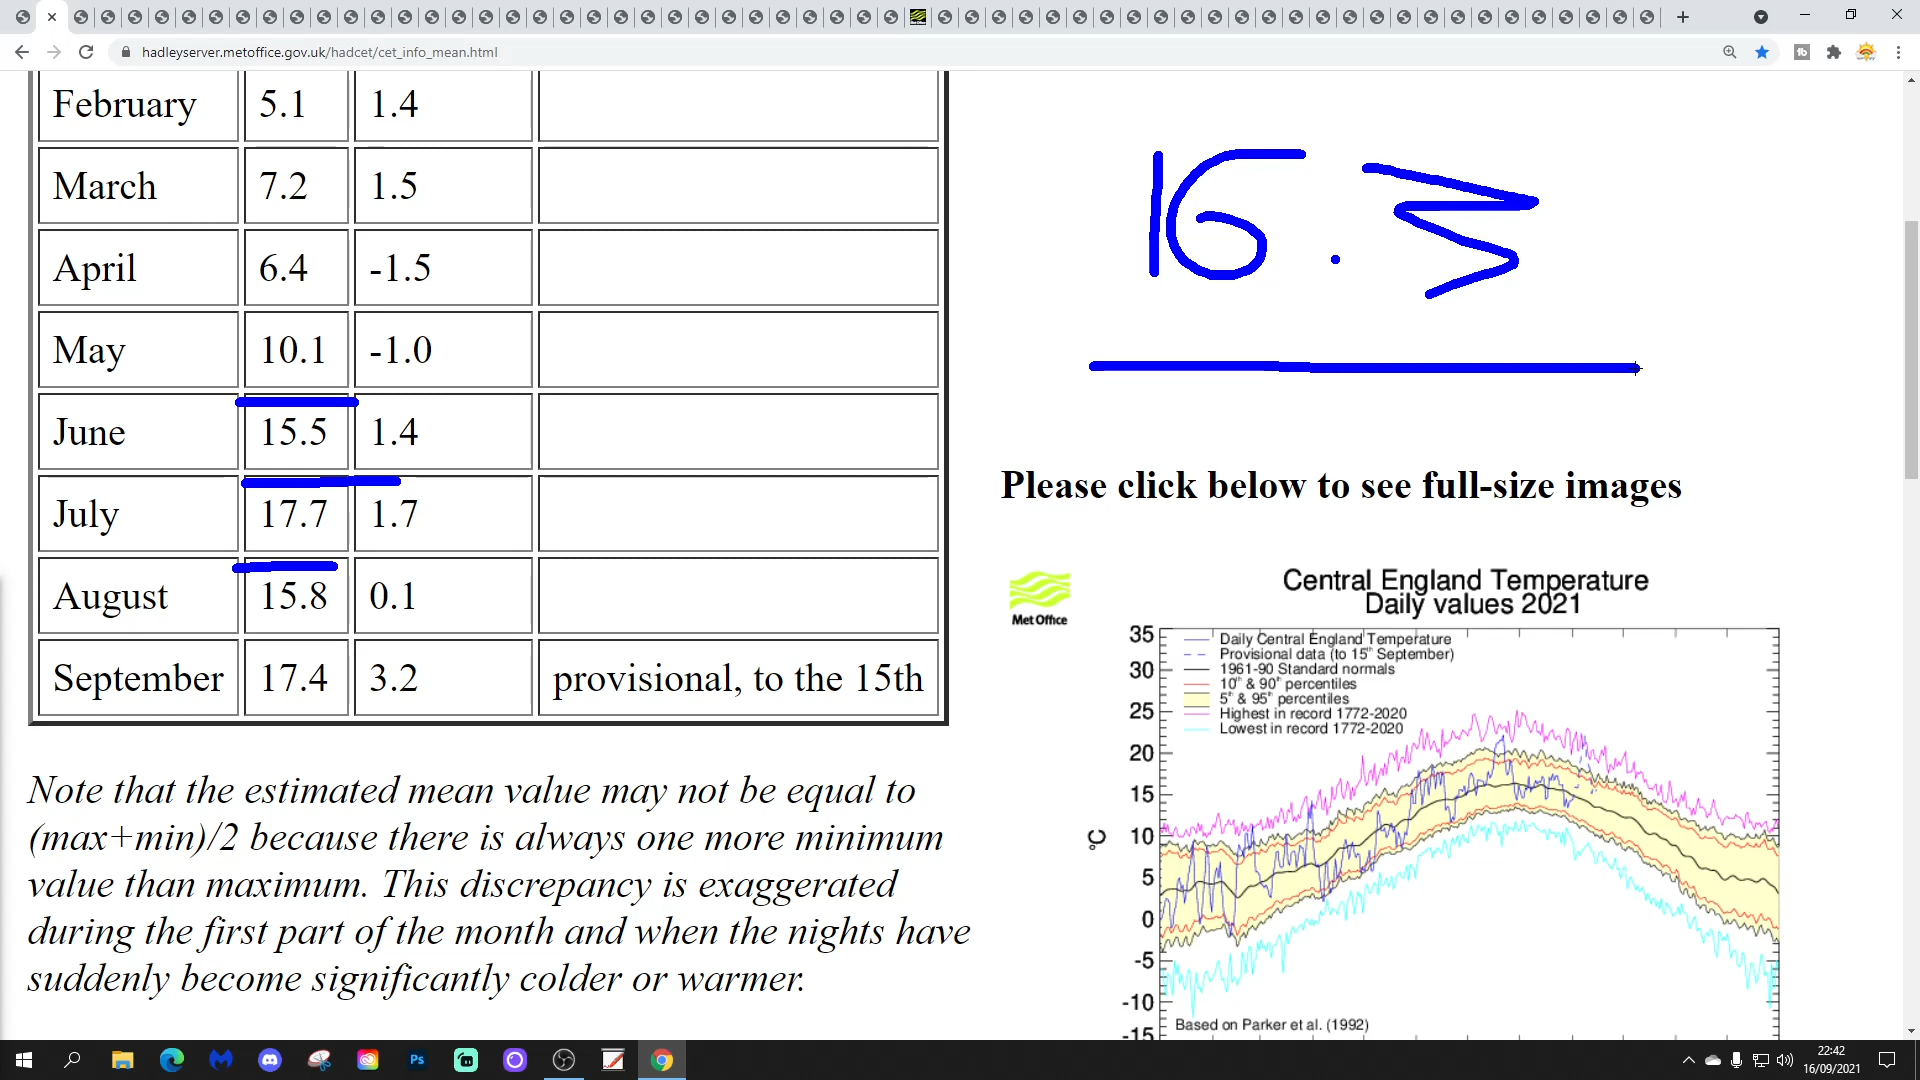 hadleyserver.metoffice.gov.uk/hadcet/cet_info_mean.html
February 5.1 1.4
March 7.2 1.5
April 6.4 -1.5
May 10.1 -1.0
June 15.5 1.4
July 17.7 1.7
August 15.8 0.1
September 17.4 3.2 provisional, to the 15th
Note that the estimated mean value may not be equal to
(max+min)/2 because there is always one more minimum
value than maximum. This discrepancy is exaggerated
during the first part of the month and when the nights have
suddenly become significantly colder or warmer.
16.3
Please click below to see full-size images
Met Office
Central England Temperature
Daily values 2021
Daily Central England Temperature
Provisional data (to 15th September)
1961-90 Standard normals
10th & 90th percentiles
5th & 95th percentiles
Highest in record 1772-2020
Lowest in record 1772-2020
35
30
25
20
15
10
5
0
-5
-10
-15
°C
Based on Parker et al. (1992)
Ps
22:42
16/09/2021